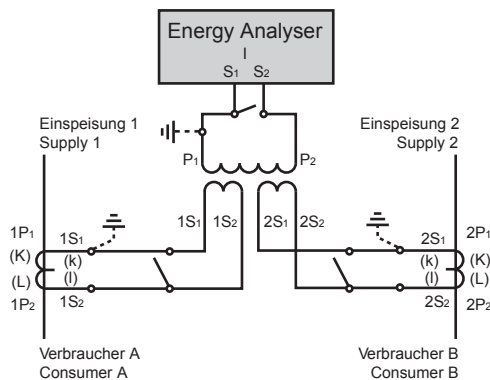 Energy Analyser
I
S1 S2
Einspeisung 1
Supply 1
Einspeisung 2
Supply 2
P1 P2
1S1 1S2 2S1 2S2
1P1 1S1 2S1 2P1
(K) (k) (k) (K)
(L) (l) (l) (L)
1P2 1S2 2S2 2P2
Verbraucher A
Consumer A
Verbraucher B
Consumer B